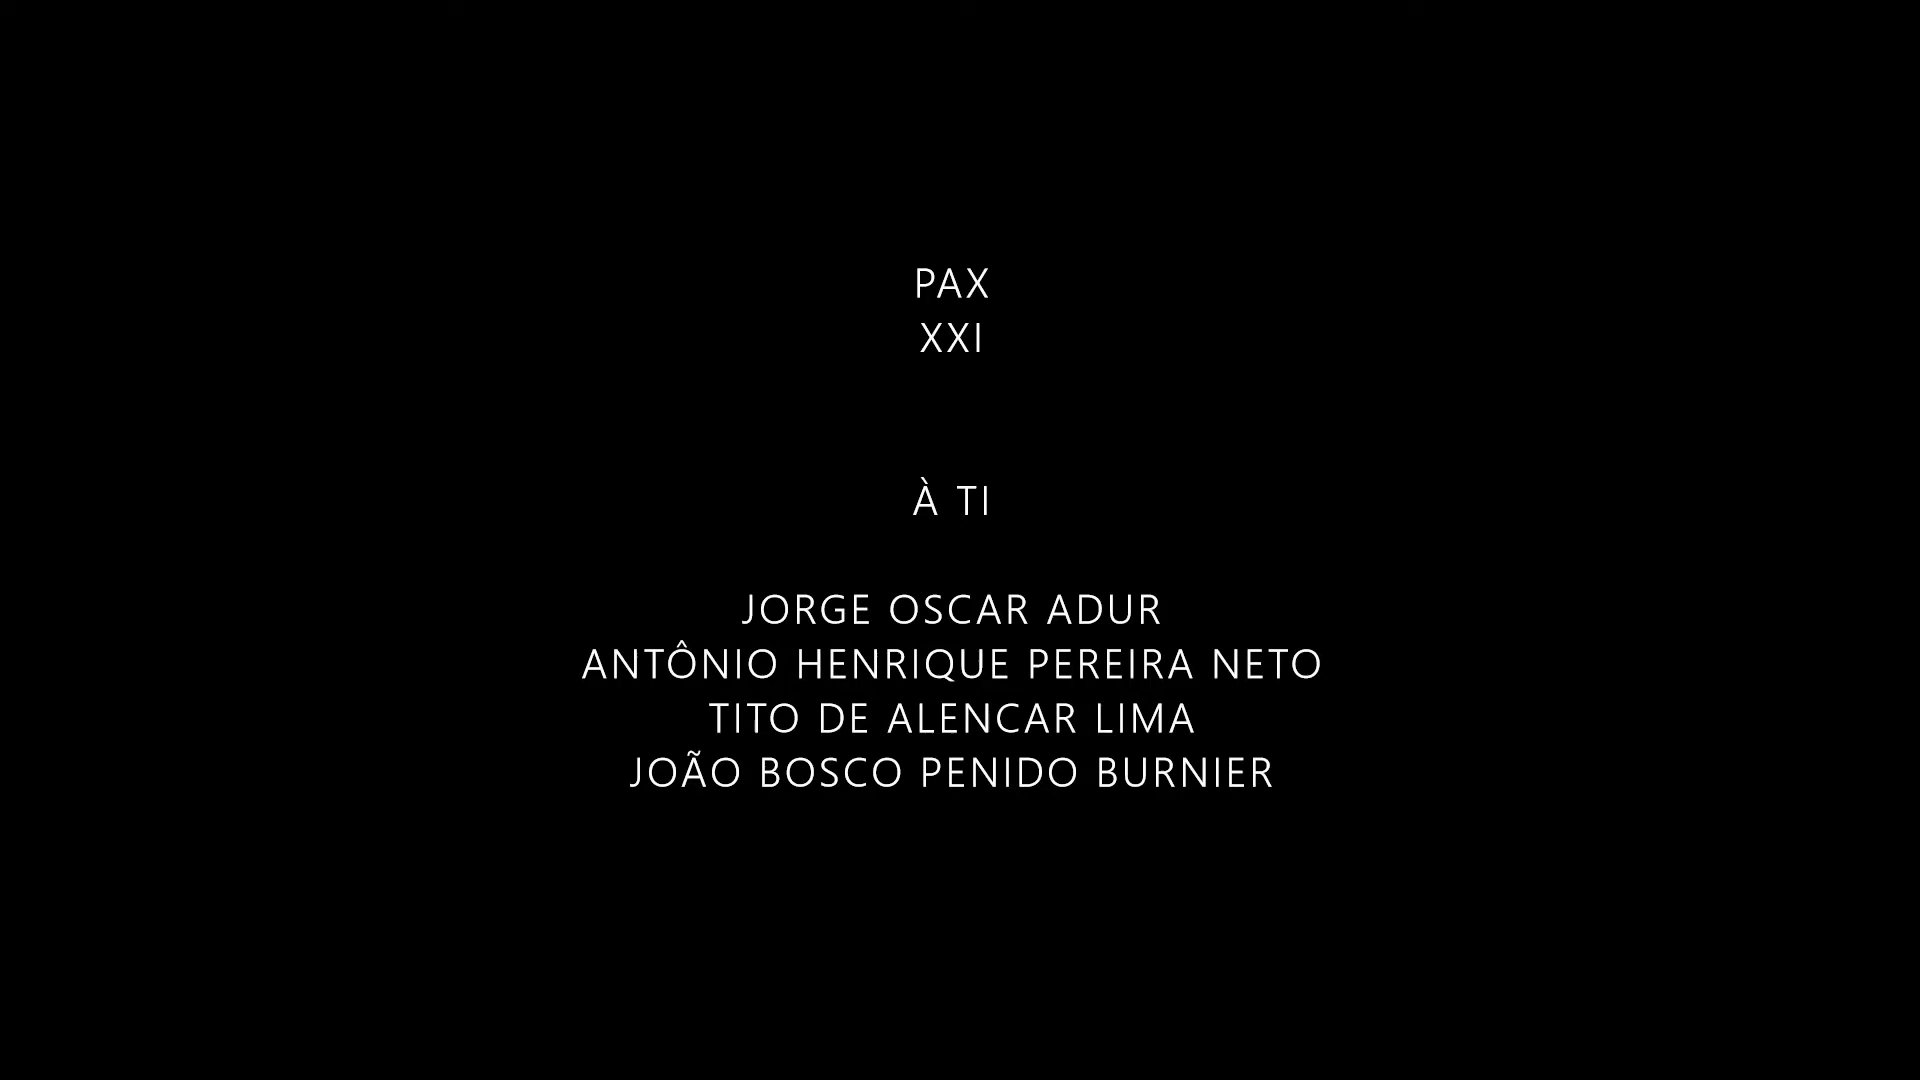 PAX
XXI
À TI
JORGE OSCAR ADUR
ANTÔNIO HENRIQUE PEREIRA NETO
TITO DE ALENCAR LIMA
JOÃO BOSCO PENIDO BURNIER